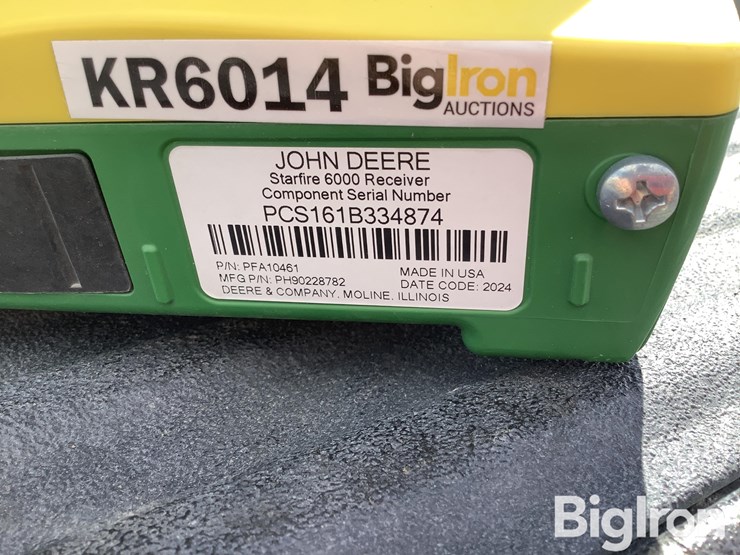 KR6014 BigIron
AUCTIONS
JOHN DEERE
Starfire 6000 Receiver
Component Serial Number
PCS161B334874
P/N: PFA10461 MADE IN USA
MFG P/N: PH90228782 DATE CODE: 2024
DEERE & COMPANY, MOLINE, ILLINOIS
BigIron